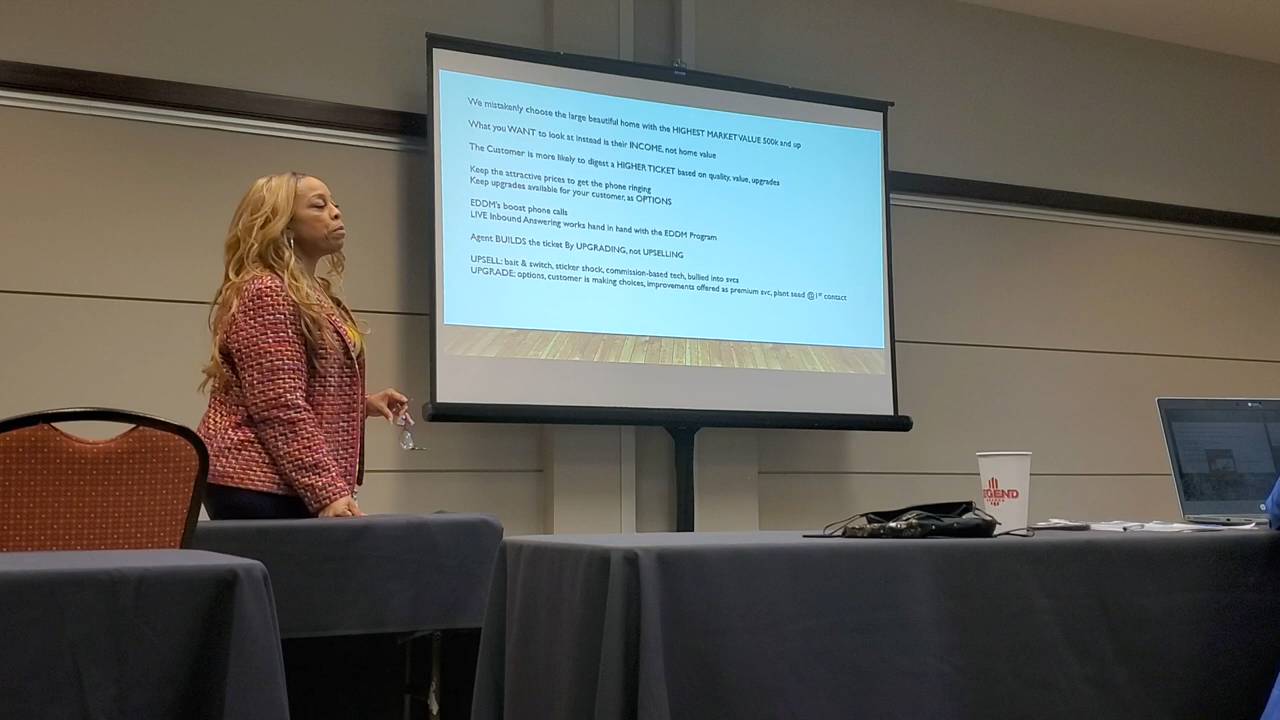 We mistakenly choose the large beautiful home with the HIGHEST MARKET VALUE 500k and up
What you WANT to look at instead is their INCOME, not home value
The Customer is more likely to digest a HIGHER TICKET based on quality, value, upgrades
Keep the attractive prices to get the phone ringing
Keep upgrades available for your customer, as OPTIONS
EDDM's boost phone calls
LIVE Inbound Answering works hand in hand with the EDDM Program
Agent BUILDS the ticket By UPGRADING, not UPSELLING
UPSELL: bait & switch, sticker shock, commission-based tech, bullied into svcs
UPGRADE: options, customer is making choices, improvements offered as premium svc, plant seed @1st contact